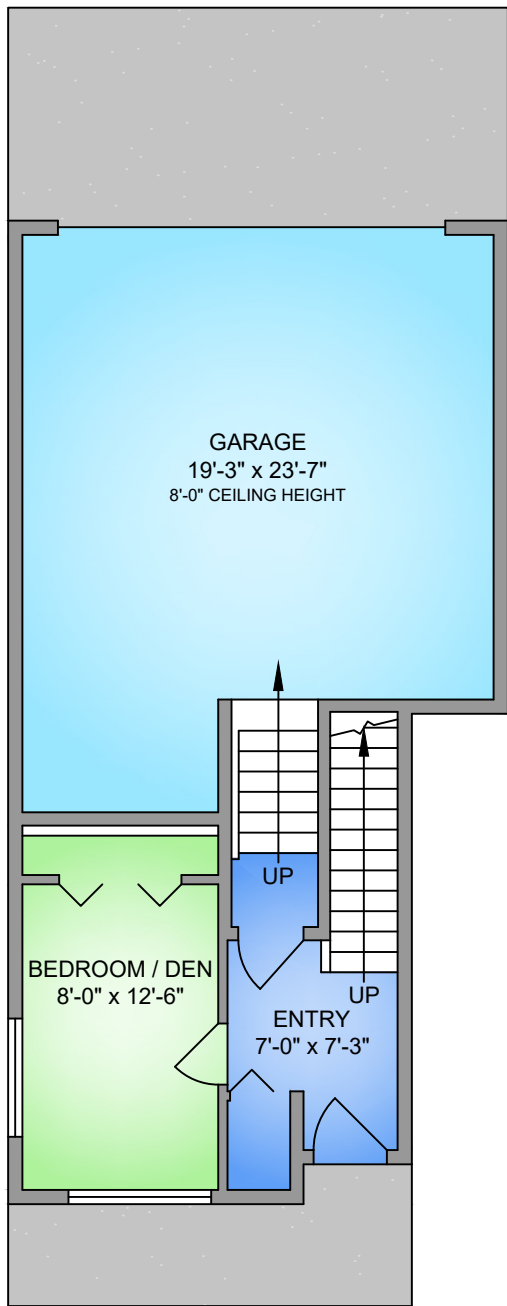 GARAGE
19'-3" x 23'-7"
8'-0" CEILING HEIGHT
UP
BEDROOM / DEN
8'-0" x 12'-6"
UP
ENTRY
7'-0" x 7'-3"